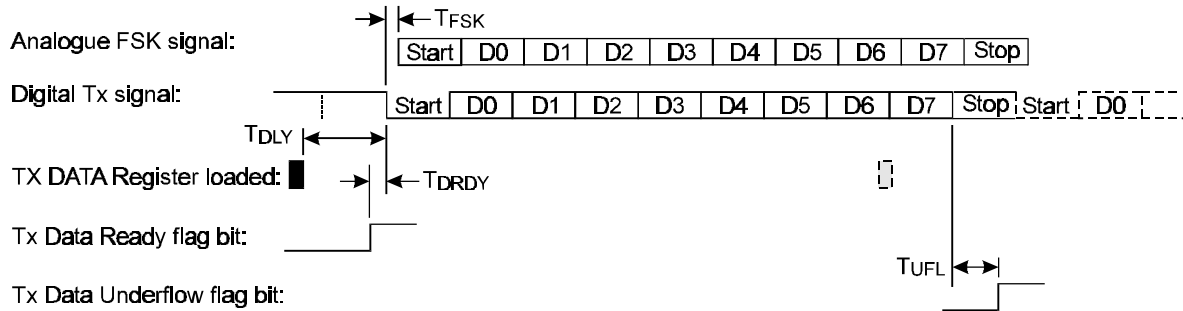 TFSK
Analogue FSK signal:
Start D0 D1 D2 D3 D4 D5 D6 D7 Stop
Digital Tx signal:
Start D0 D1 D2 D3 D4 D5 D6 D7 Stop Start D0
TDLY
TX DATA Register loaded:
TDRDY
Tx Data Ready flag bit:
TUFL
Tx Data Underflow flag bit: